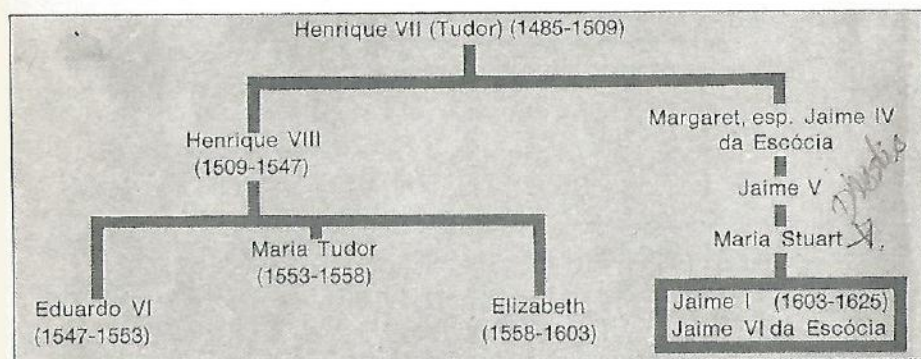 Henrique VII (Tudor) (1485-1509)
Henrique VIII
(1509-1547)
Margaret, esp. Jaime IV
da Escócia
Jaime V
Maria Stuart
Maria Tudor
(1553-1558)
Eduardo VI
(1547-1553)
Elizabeth
(1558-1603)
Jaime I (1603-1625)
Jaime VI da Escócia